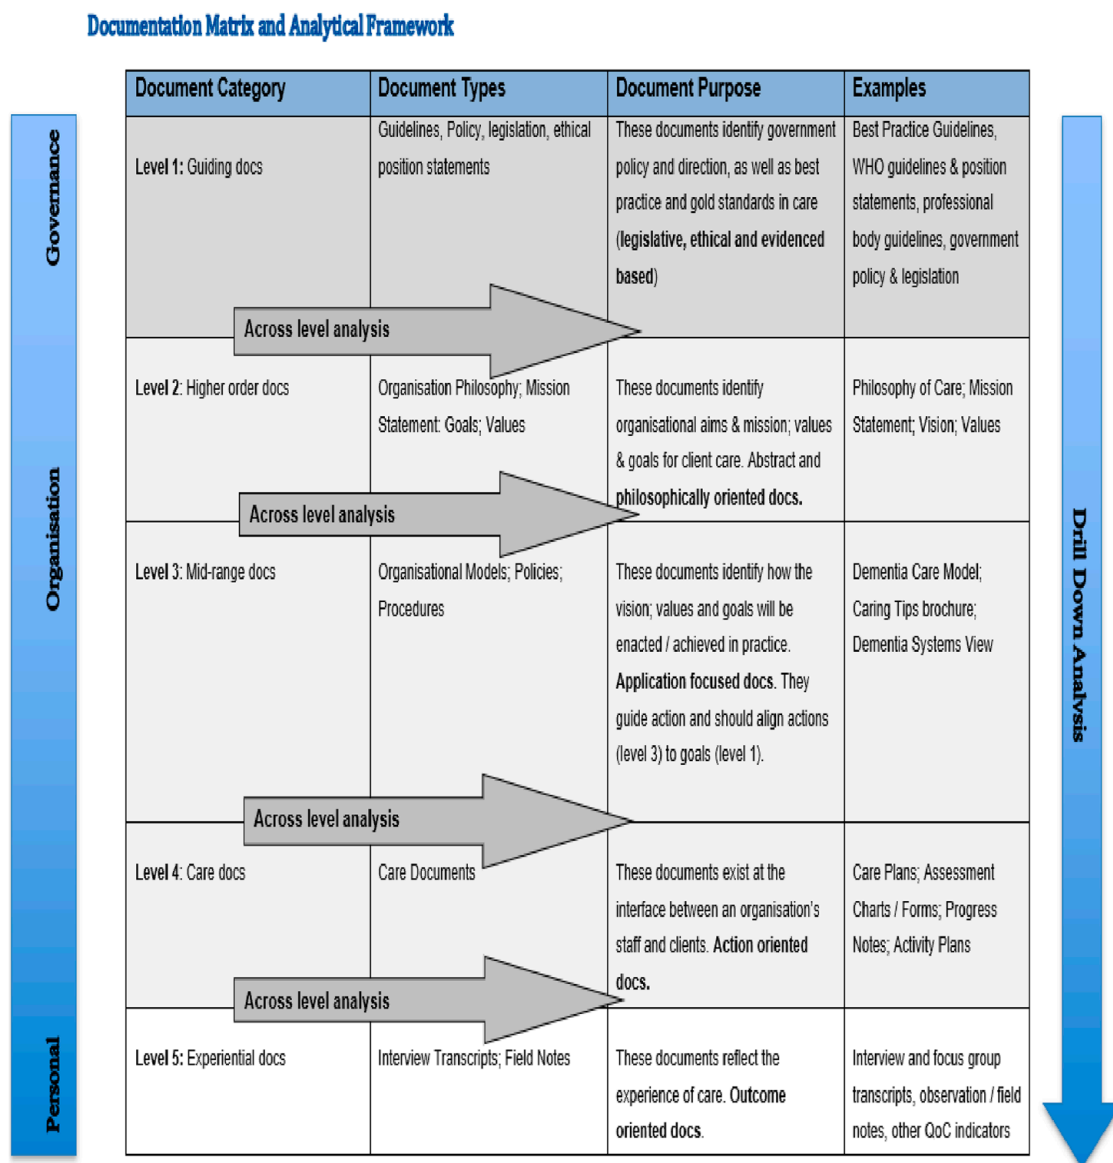 Documentation Matrix and Analytical Framework
Document Category
Document Types
Document Purpose
Examples
Governance
Level 1: Guiding docs
Guidelines, Policy, legislation, ethical
position statements
These documents identify government
policy and direction, as well as best
practice and gold standards in care
(legislative, ethical and evidenced
based)
Best Practice Guidelines,
WHO guidelines & position
statements, professional
body guidelines, government
policy & legislation
Across level analysis
Organisation
Level 2: Higher order docs
Organisation Philosophy; Mission
Statement: Goals; Values
These documents identify
organisational aims & mission; values
& goals for client care. Abstract and
philosophically oriented docs.
Philosophy of Care; Mission
Statement; Vision; Values
Across level analysis
Level 3: Mid-range docs
Organisational Models; Policies;
Procedures
These documents identify how the
vision; values and goals will be
enacted / achieved in practice.
Application focused docs. They
guide action and should align actions
(level 3) to goals (level 1).
Dementia Care Model;
Caring Tips brochure;
Dementia Systems View
Across level analysis
Level 4: Care docs
Care Documents
These documents exist at the
interface between an organisation's
staff and clients. Action oriented
docs.
Care Plans; Assessment
Charts / Forms; Progress
Notes; Activity Plans
Across level analysis
Personal
Level 5: Experiential docs
Interview Transcripts; Field Notes
These documents reflect the
experience of care. Outcome
oriented docs.
Interview and focus group
transcripts, observation / field
notes, other QoC indicators
Drill Down Analysis